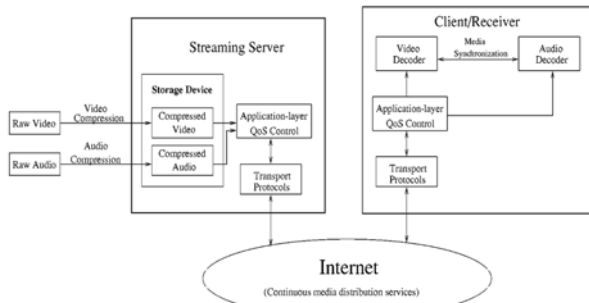 Streaming Server
Storage Device
Raw Video
Video
Compression
Compressed
Video
Application-layer
QoS Control
Raw Audio
Audio
Compression
Compressed
Audio
Transport
Protocols
Client/Receiver
Video
Decoder
Media
Synchronization
Audio
Decoder
Application-layer
QoS Control
Transport
Protocols
Internet
(Continuous media distribution services)